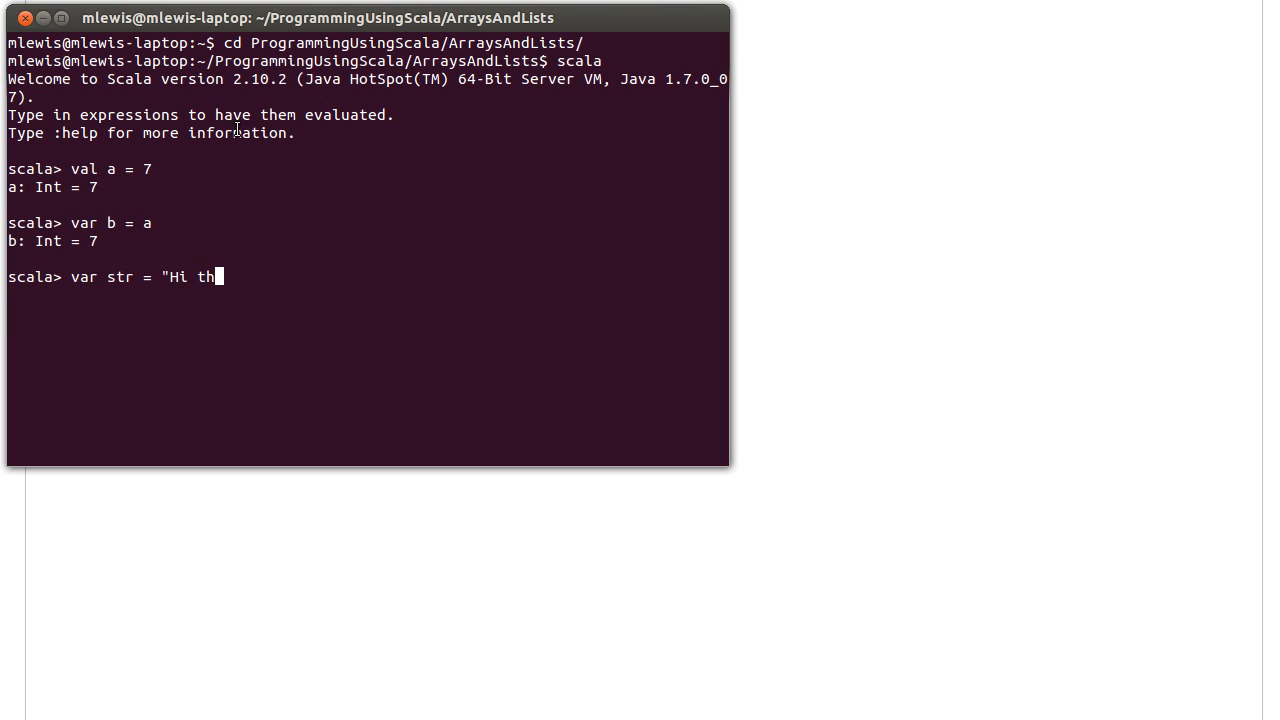 mlewis@mlewis-laptop: ~/ProgrammingUsingScala/ArraysAndLists
mlewis@mlewis-laptop:~$ cd ProgrammingUsingScala/ArraysAndLists/
mlewis@mlewis-laptop:~/ProgrammingUsingScala/ArraysAndLists$ scala
Welcome to Scala version 2.10.2 (Java HotSpot(TM) 64-Bit Server VM, Java 1.7.0_0
7).
Type in expressions to have them evaluated.
Type :help for more information.
scala> val a = 7
a: Int = 7
scala> var b = a
b: Int = 7
scala> var str = "Hi th